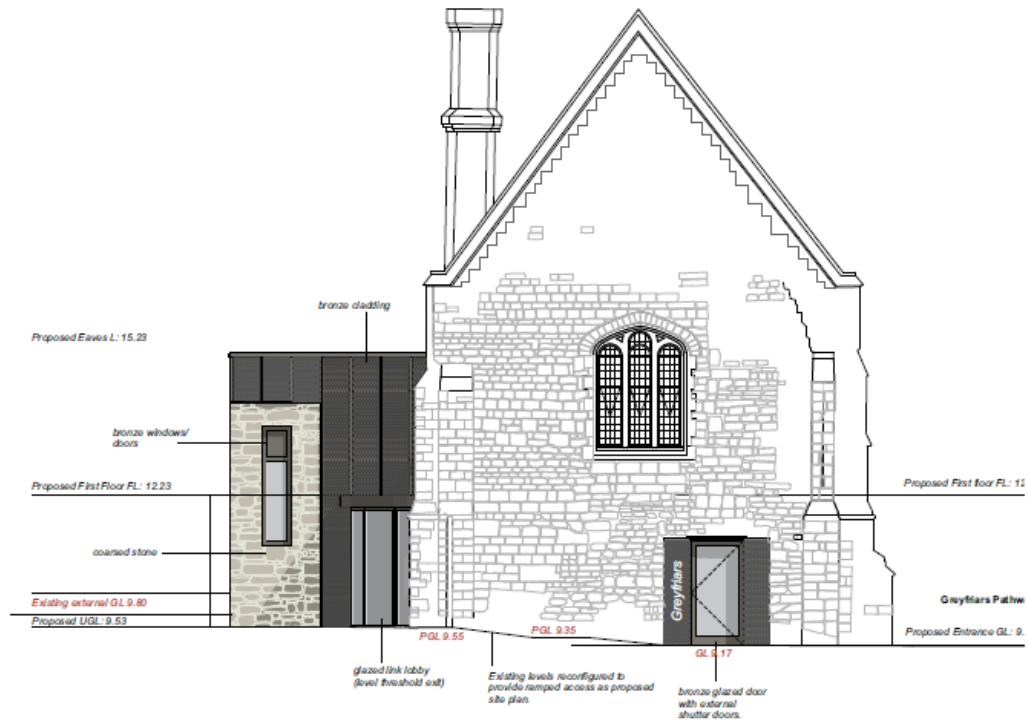 bronze cladding
Proposed Eaves L: 15.23
bronze windows/
doors
Proposed First Floor FL: 12.23
Proposed First floor FL: 12
coarsed stone
Greyfriars
Existing external GL 9.80
Proposed UGL: 9.53
Greyfriars Pathw
PGL 9.55
PGL 9.35
Proposed Entrance GL: 9.
GL 9.17
glazed link lobby
(level threshold exit)
Existing levels reconfigured to
provide ramped access as proposed
site plan.
bronze glazed door
with external
shutter doors.